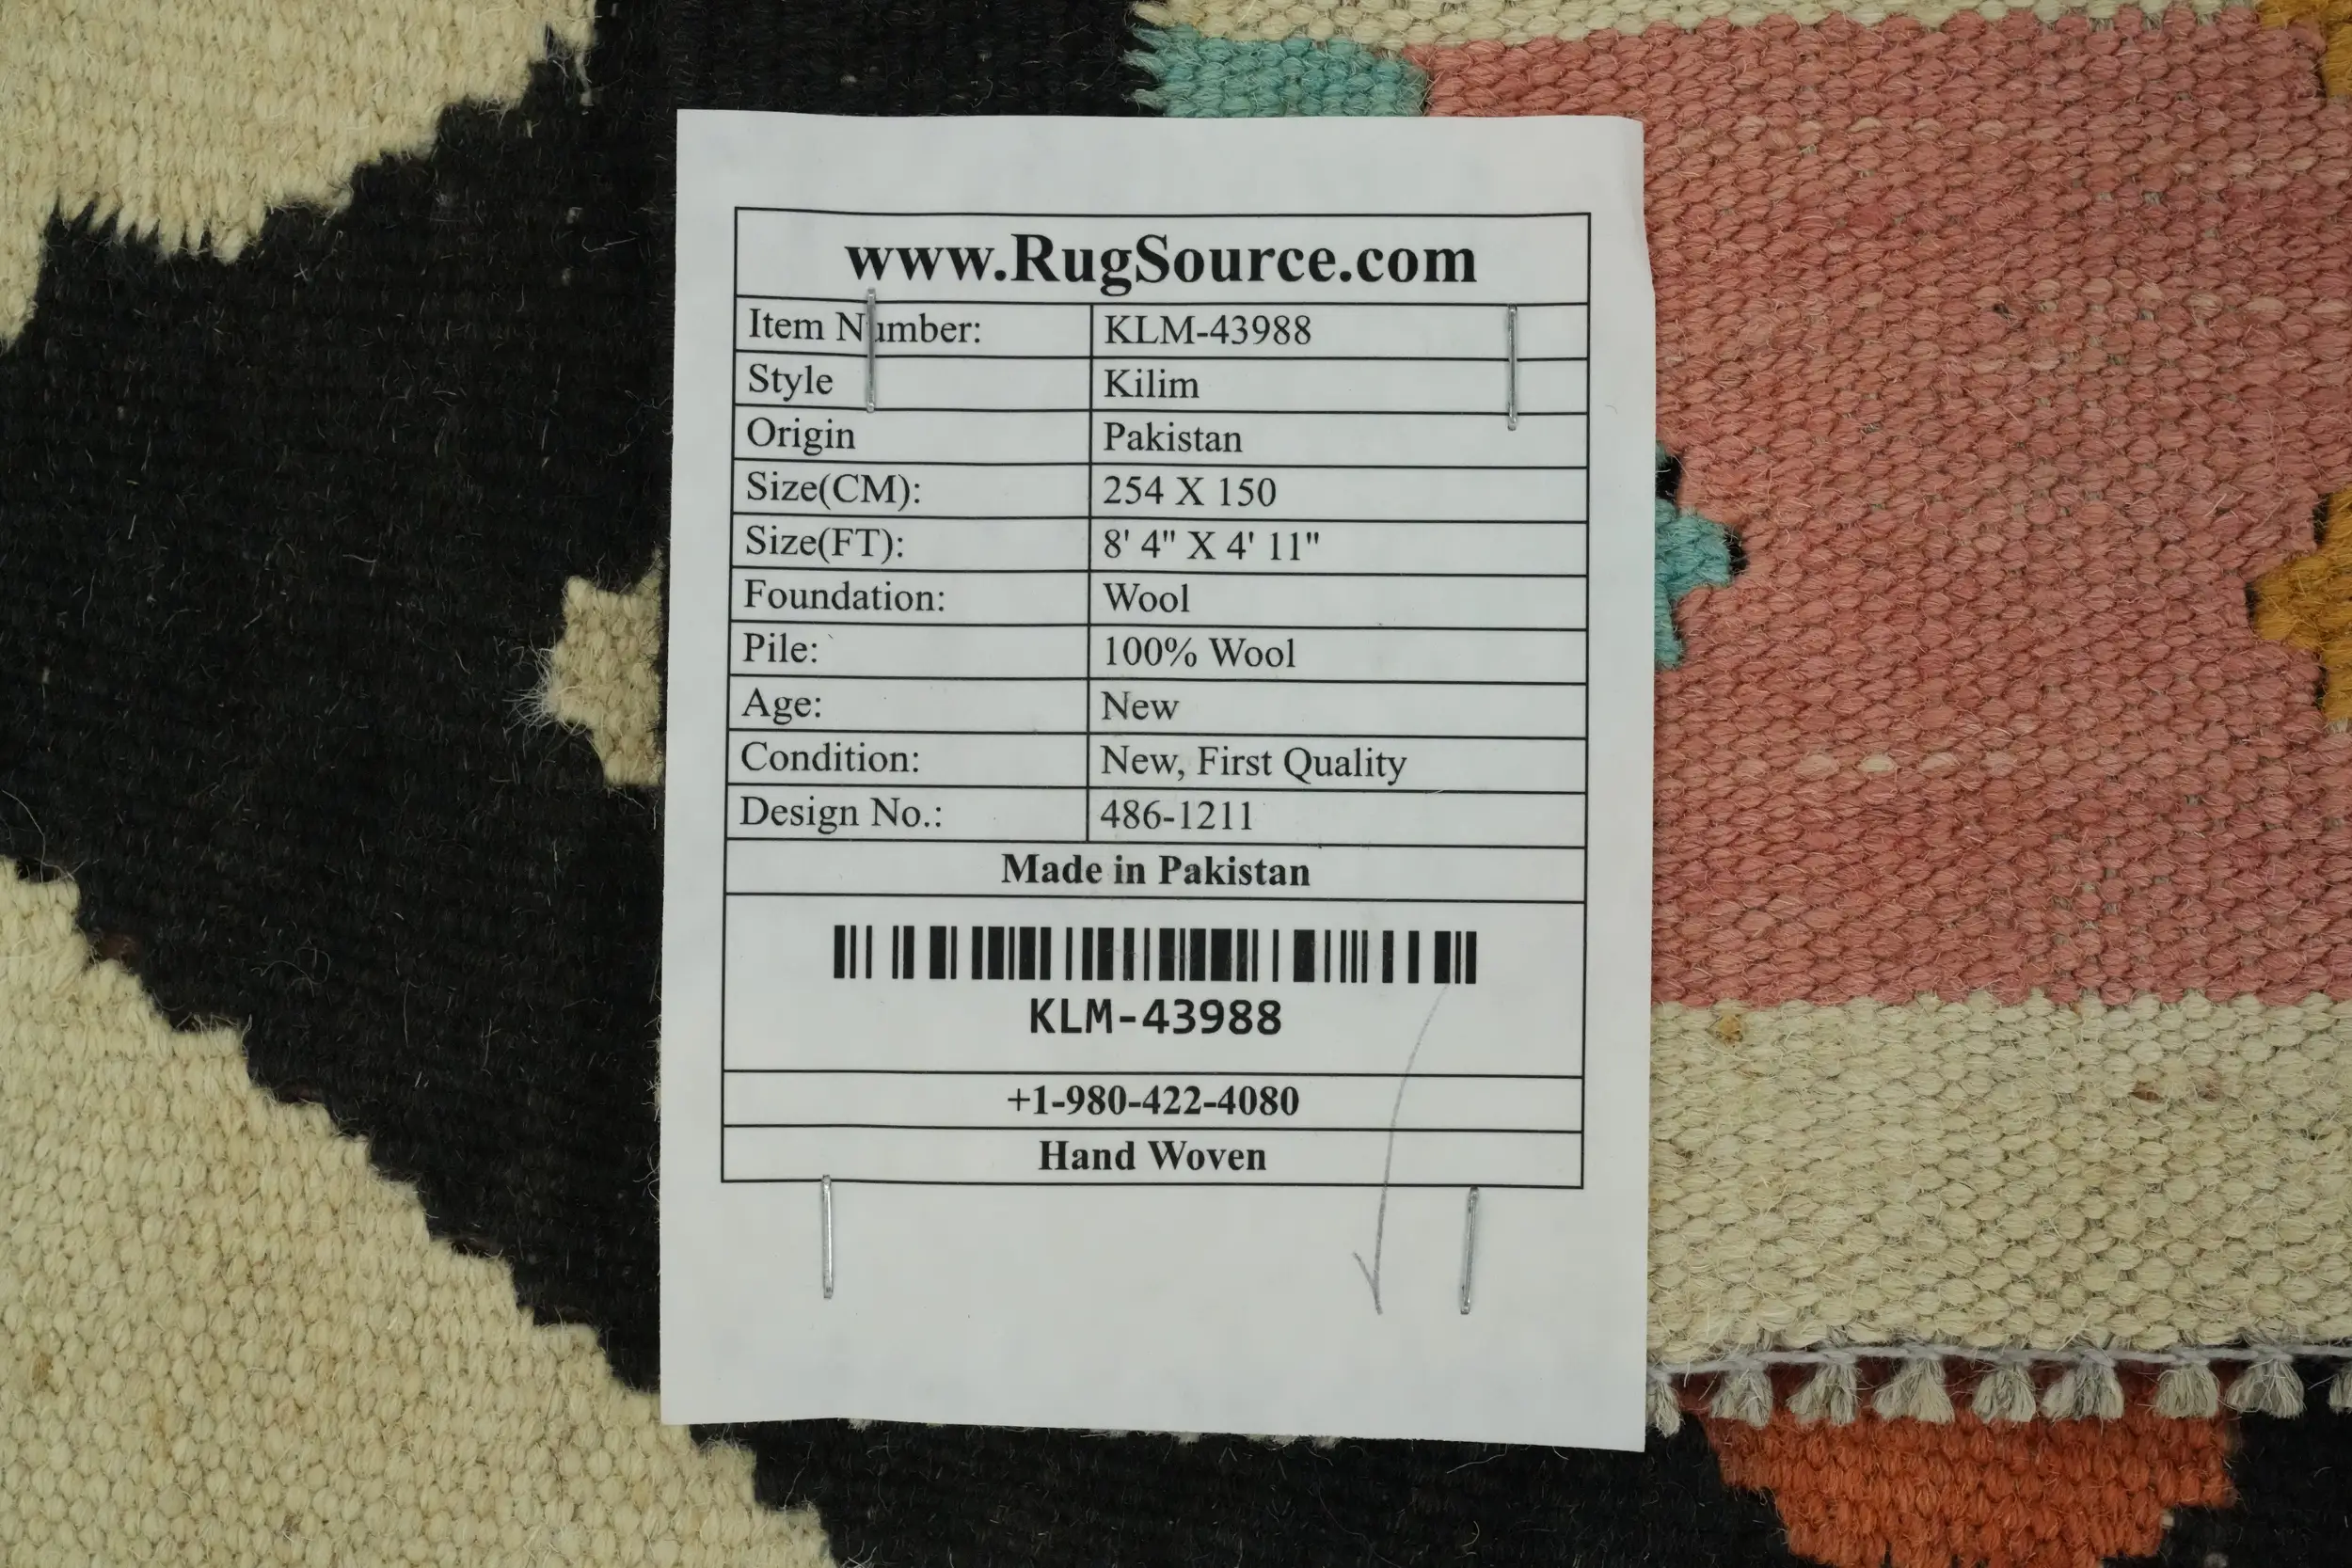 www.RugSource.com
Item Number: KLM-43988
Style Kilim
Origin Pakistan
Size(CM): 254 X 150
Size(FT): 8' 4" X 4' 11"
Foundation: Wool
Pile: 100% Wool
Age: New
Condition: New, First Quality
Design No.: 486-1211
Made in Pakistan
KLM-43988
+1-980-422-4080
Hand Woven